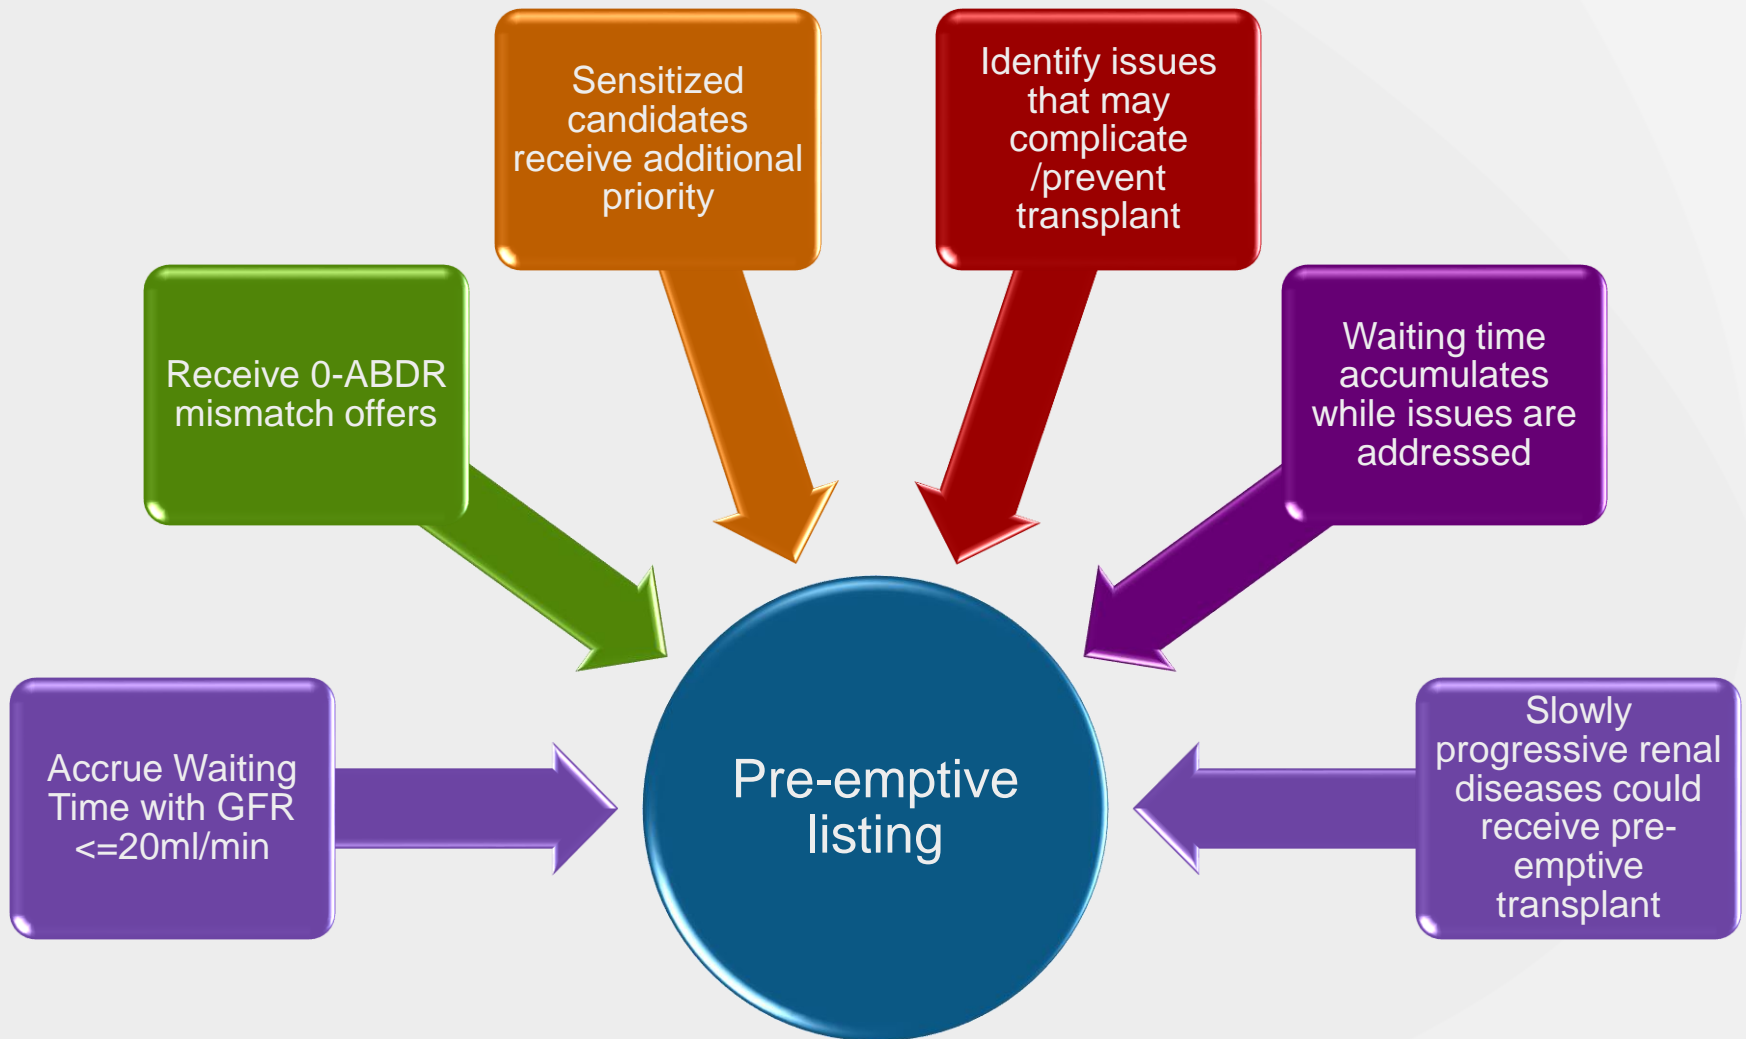 Sensitized
candidates
receive additional
priority
Identify issues
that may
complicate
/prevent
transplant
Receive 0-ABDR
mismatch offers
Waiting time
accumulates
while issues are
addressed
Accrue Waiting
Time with GFR
<=20ml/min
Pre-emptive
listing
Slowly
progressive renal
diseases could
receive pre-
emptive
transplant